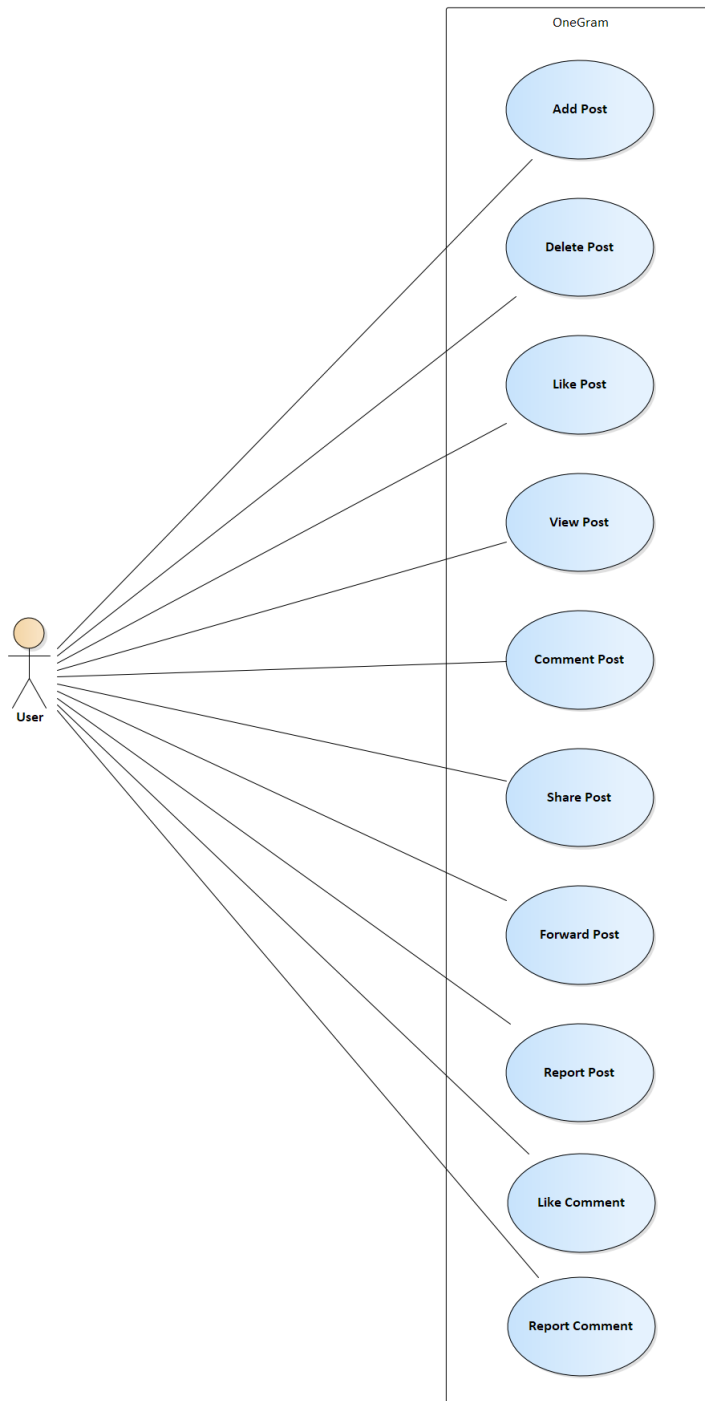 OneGram
Add Post
Delete Post
Like Post
View Post
Comment Post
User
Share Post
Forward Post
Report Post
Like Comment
Report Comment